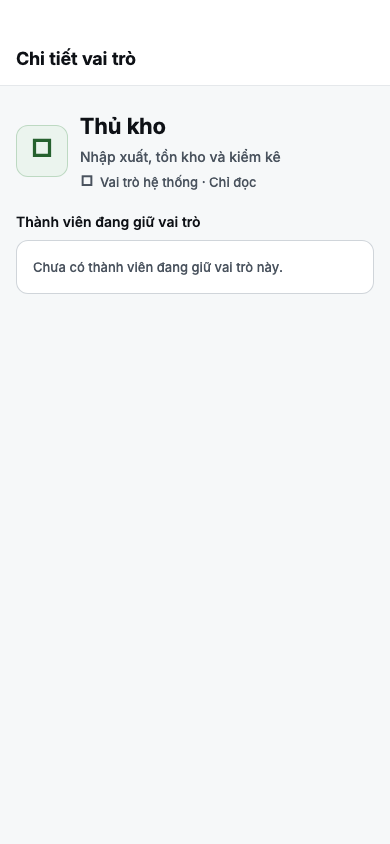 Chi tiết vai trò
Thủ kho
Nhập xuất, tồn kho và kiểm kê
Vai trò hệ thống · Chỉ đọc
Thành viên đang giữ vai trò
Chưa có thành viên đang giữ vai trò này.